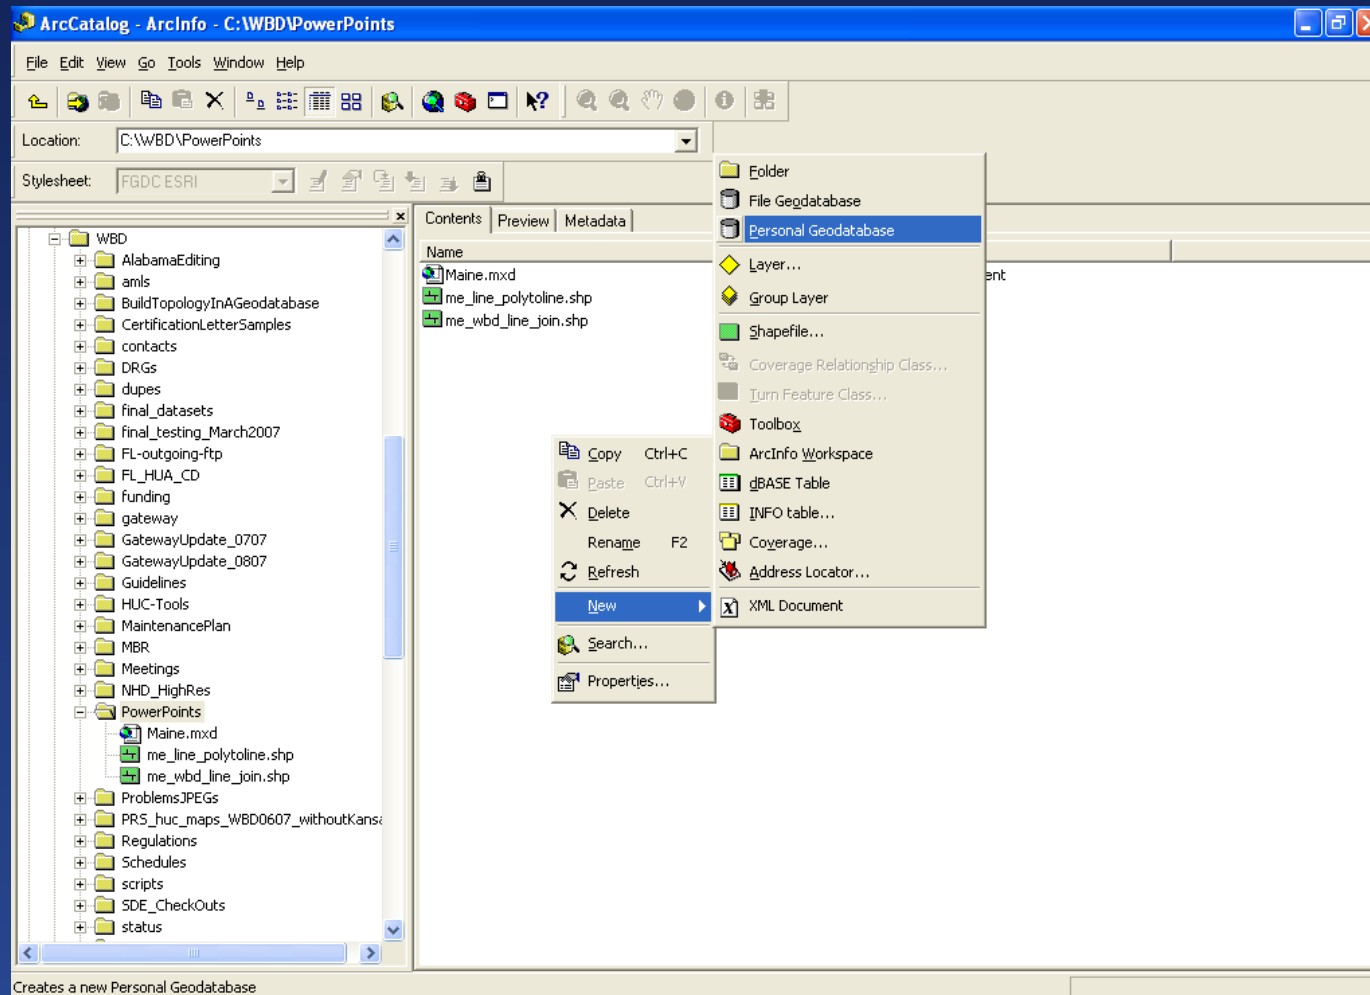 ArcCatalog - ArcInfo - C:\WBD\PowerPoints
File Edit View Go Tools Window Help
Location: C:\WBD\PowerPoints
Stylesheet: FGDC ESRI
WBD
AlabamaEditing
amls
BuildTopologyInAGeodatabase
CertificationLetterSamples
contacts
DRGs
dupes
final_datasets
final_testing_March2007
FL-outgoing-ftp
FL_HUA_CD
funding
gateway
GatewayUpdate_0707
GatewayUpdate_0807
Guidelines
HUC-Tools
MaintenancePlan
MBR
Meetings
NHD_HighRes
PowerPoints
Maine.mxd
me_line_polytoline.shp
me_wbd_line_join.shp
ProblemsJPEGs
PRS_huc_maps_WBD0607_withoutKansa
Regulations
Schedules
scripts
SDE_CheckOuts
status
Contents Preview Metadata
Name
Maine.mxd
me_line_polytoline.shp
me_wbd_line_join.shp
ent
Copy Ctrl+C
Paste Ctrl+V
Delete
Rename F2
Refresh
New
Search...
Properties...
Folder
File Geodatabase
Personal Geodatabase
Layer...
Group Layer
Shapefile...
Coverage Relationship Class...
Turn Feature Class...
Toolbox
ArcInfo Workspace
dBASE Table
INFO table...
Coverage...
Address Locator...
XML Document
Creates a new Personal Geodatabase